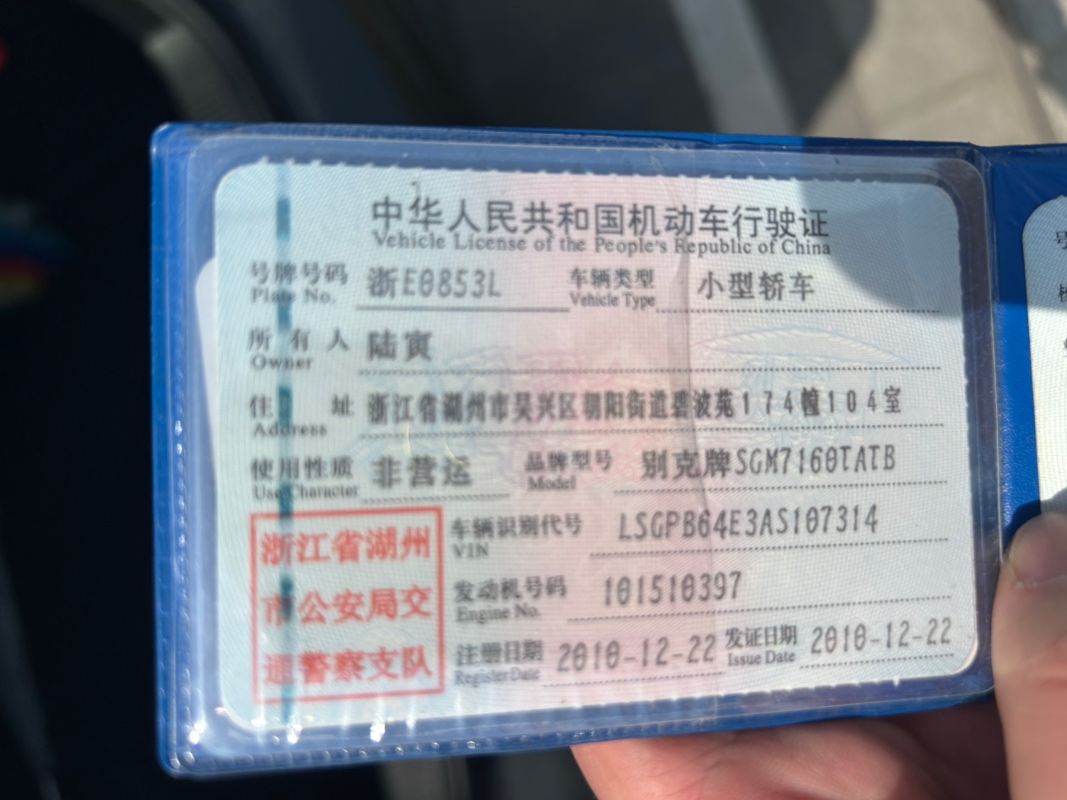 中华人民共和国机动车行驶证
Vehicle License of the People's Republic of China
号牌号码 浙E0853L 车辆类型 小型轿车
Plate No. Vehicle Type
所有人 陆寅
Owner
住址 浙江省湖州市吴兴区朝阳街道碧波苑174幢104室
Address
使用性质 非营运 品牌型号 别克牌SGM7160TATB
Use Character Model
浙江省湖州
市公安局交
通警察支队
车辆识别代号 LSGPB64E3AS107314
VIN
发动机号码 101510397
Engine No.
注册日期 2010-12-22 发证日期 2010-12-22
Register Date Issue Date
号